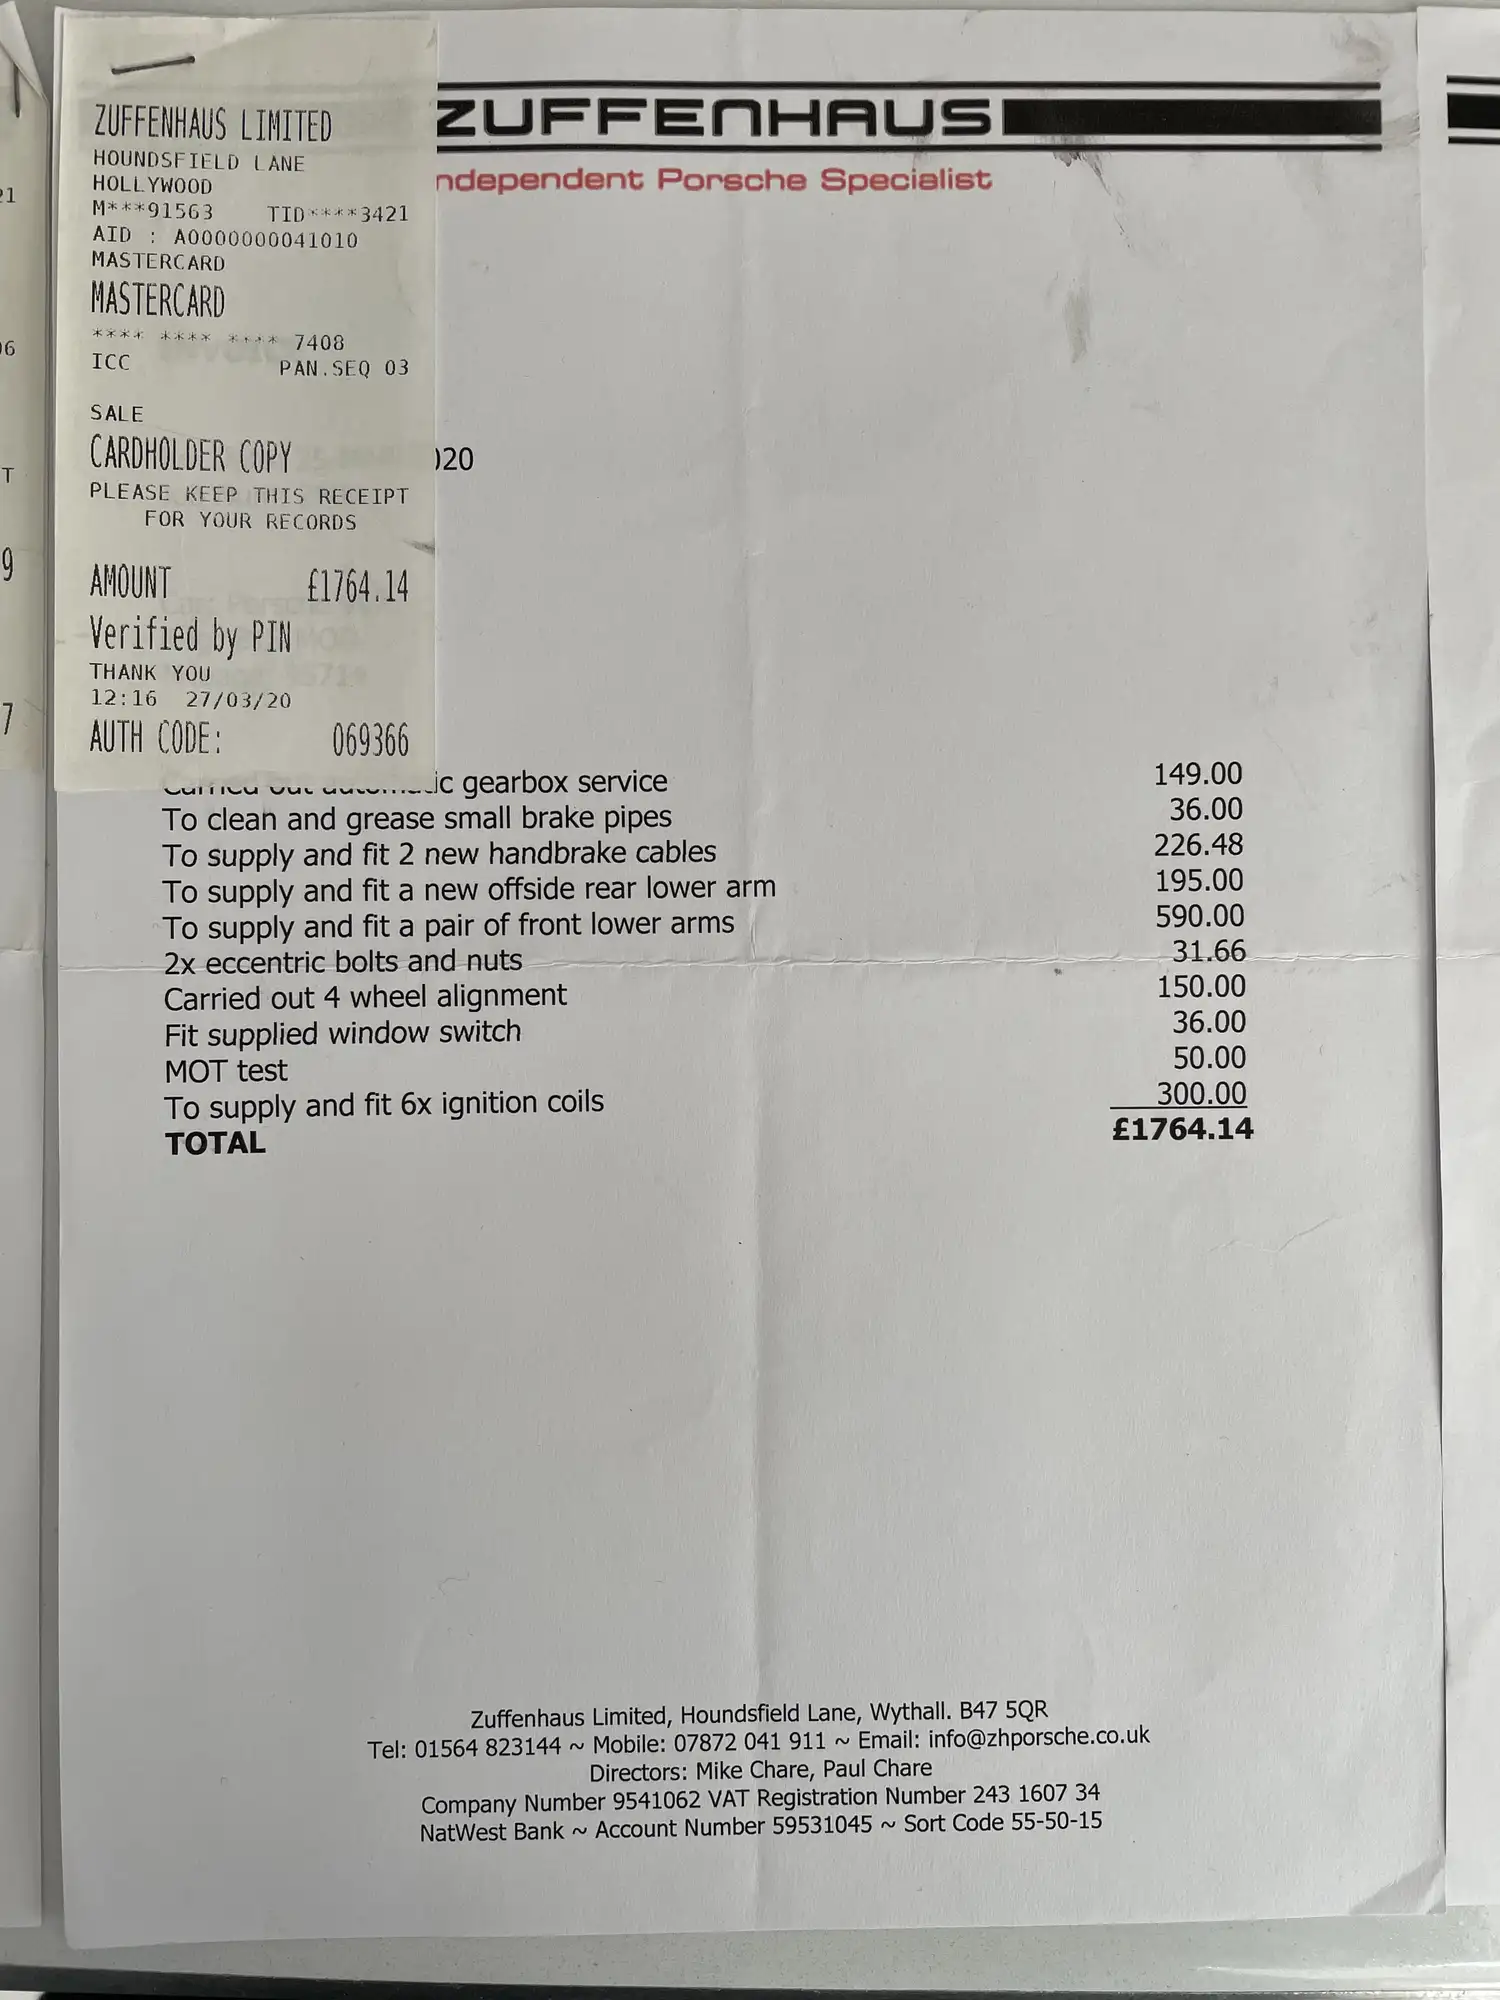 ZUFFENHAUS LIMITED
HOUNDSFIELD LANE
HOLLYWOOD
M***91563 TID****3421
AID : A0000000041010
MASTERCARD
MASTERCARD
**** **** **** 7408
ICC PAN.SEQ 03
SALE
CARDHOLDER COPY
PLEASE KEEP THIS RECEIPT
FOR YOUR RECORDS
AMOUNT £1764.14
Verified by PIN
THANK YOU
12:16 27/03/20
AUTH CODE: 069366
ZUFFENHAUS
ndependent Porsche Specialist
020
Carried out automatic gearbox service 149.00
To clean and grease small brake pipes 36.00
To supply and fit 2 new handbrake cables 226.48
To supply and fit a new offside rear lower arm 195.00
To supply and fit a pair of front lower arms 590.00
2x eccentric bolts and nuts 31.66
Carried out 4 wheel alignment 150.00
Fit supplied window switch 36.00
MOT test 50.00
To supply and fit 6x ignition coils 300.00
TOTAL £1764.14
Zuffenhaus Limited, Houndsfield Lane, Wythall. B47 5QR
Tel: 01564 823144 ~ Mobile: 07872 041 911 ~ Email: info@zhporsche.co.uk
Directors: Mike Chare, Paul Chare
Company Number 9541062 VAT Registration Number 243 1607 34
NatWest Bank ~ Account Number 59531045 ~ Sort Code 55-50-15